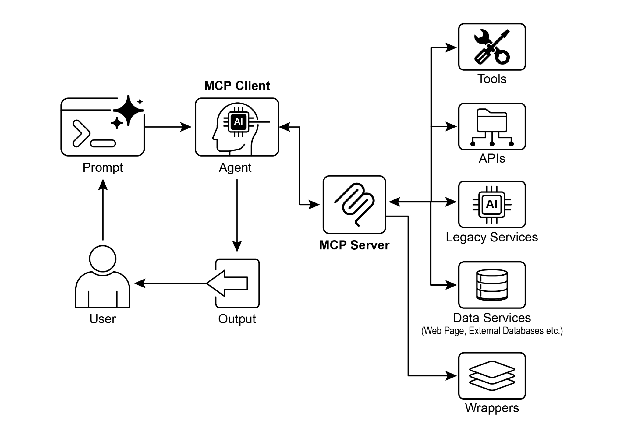 Tools
MCP Client
AI
Prompt
Agent
APIs
AI
MCP Server
Legacy Services
User
Output
Data Services
(Web Page, External Databases etc.)
Wrappers